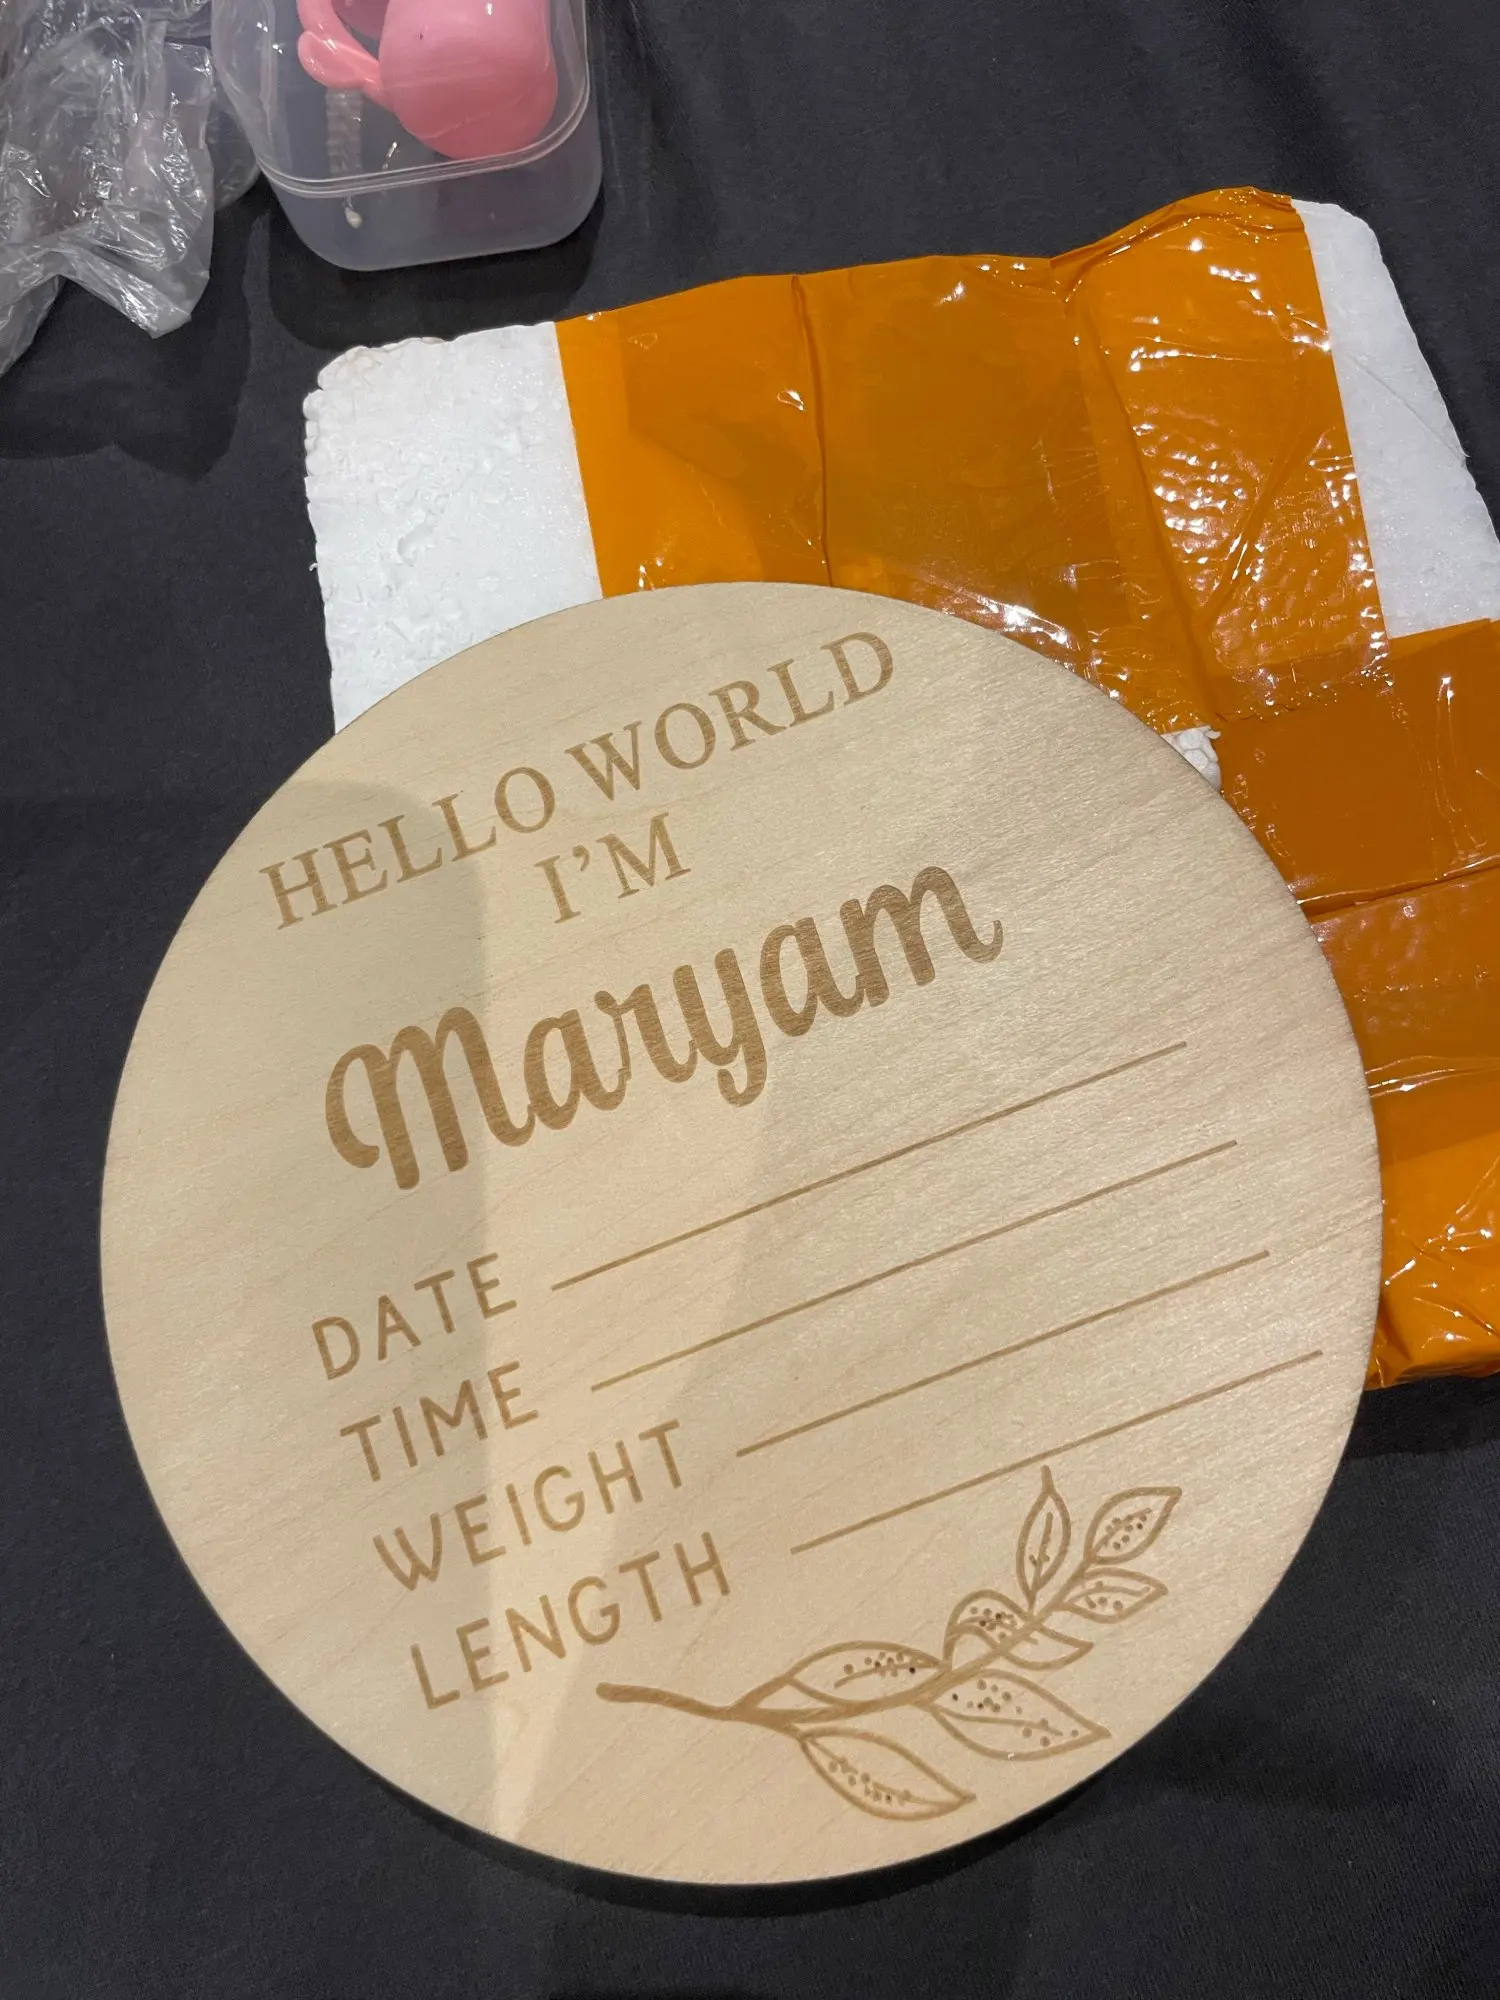 HELLO WORLD
I'M
Maryam
DATE
TIME
WEIGHT
LENGTH